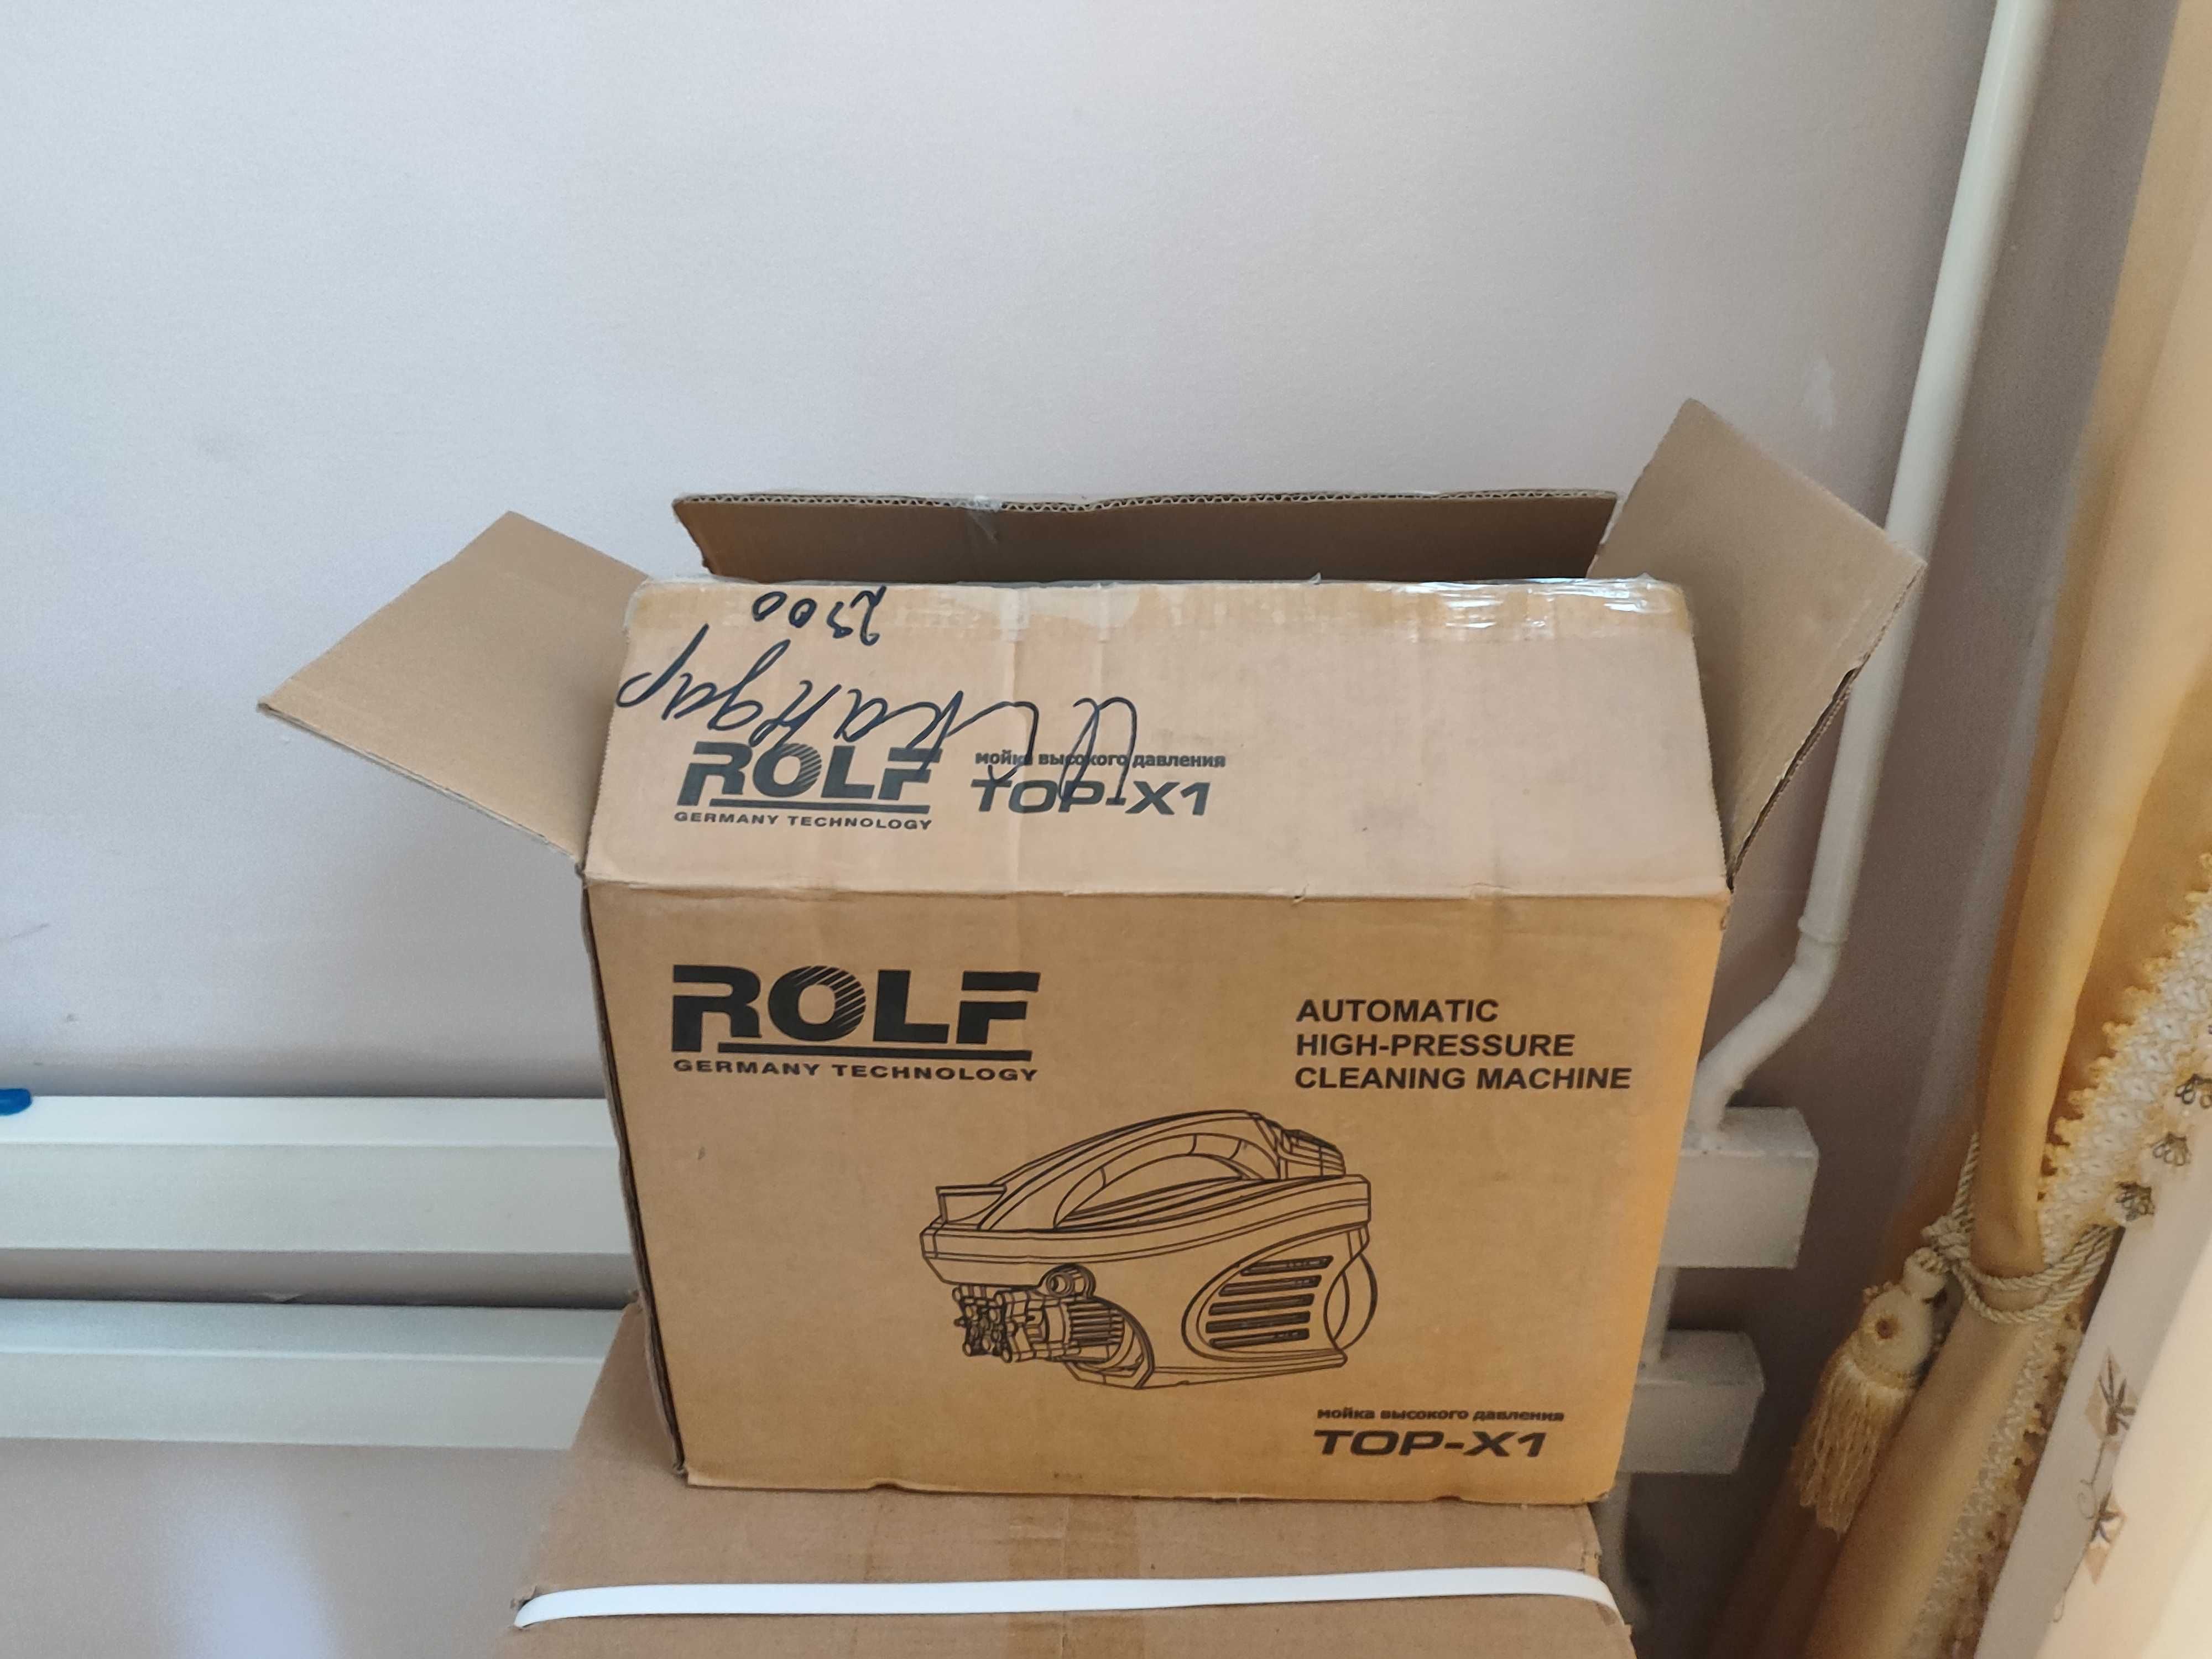 2300
Искандар
ROLF
GERMANY TECHNOLOGY
мойка высокого давления
TOP-X1
ROLF
GERMANY TECHNOLOGY
AUTOMATIC
HIGH-PRESSURE
CLEANING MACHINE
мойка высокого давления
TOP-X1